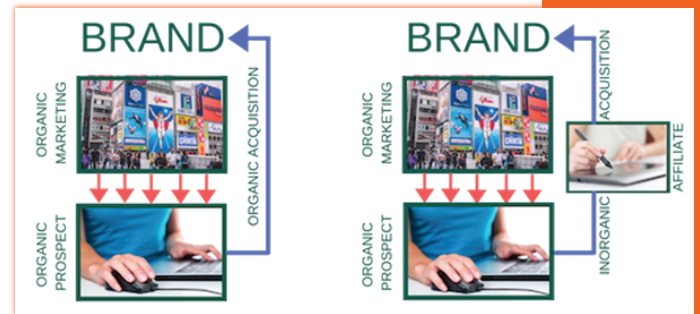 BRAND
ORGANIC
MARKETING
ORGANIC
PROSPECT
ORGANIC ACQUISITION
BRAND
ORGANIC
MARKETING
ORGANIC
PROSPECT
INORGANIC
ACQUISITION
AFFILIATE